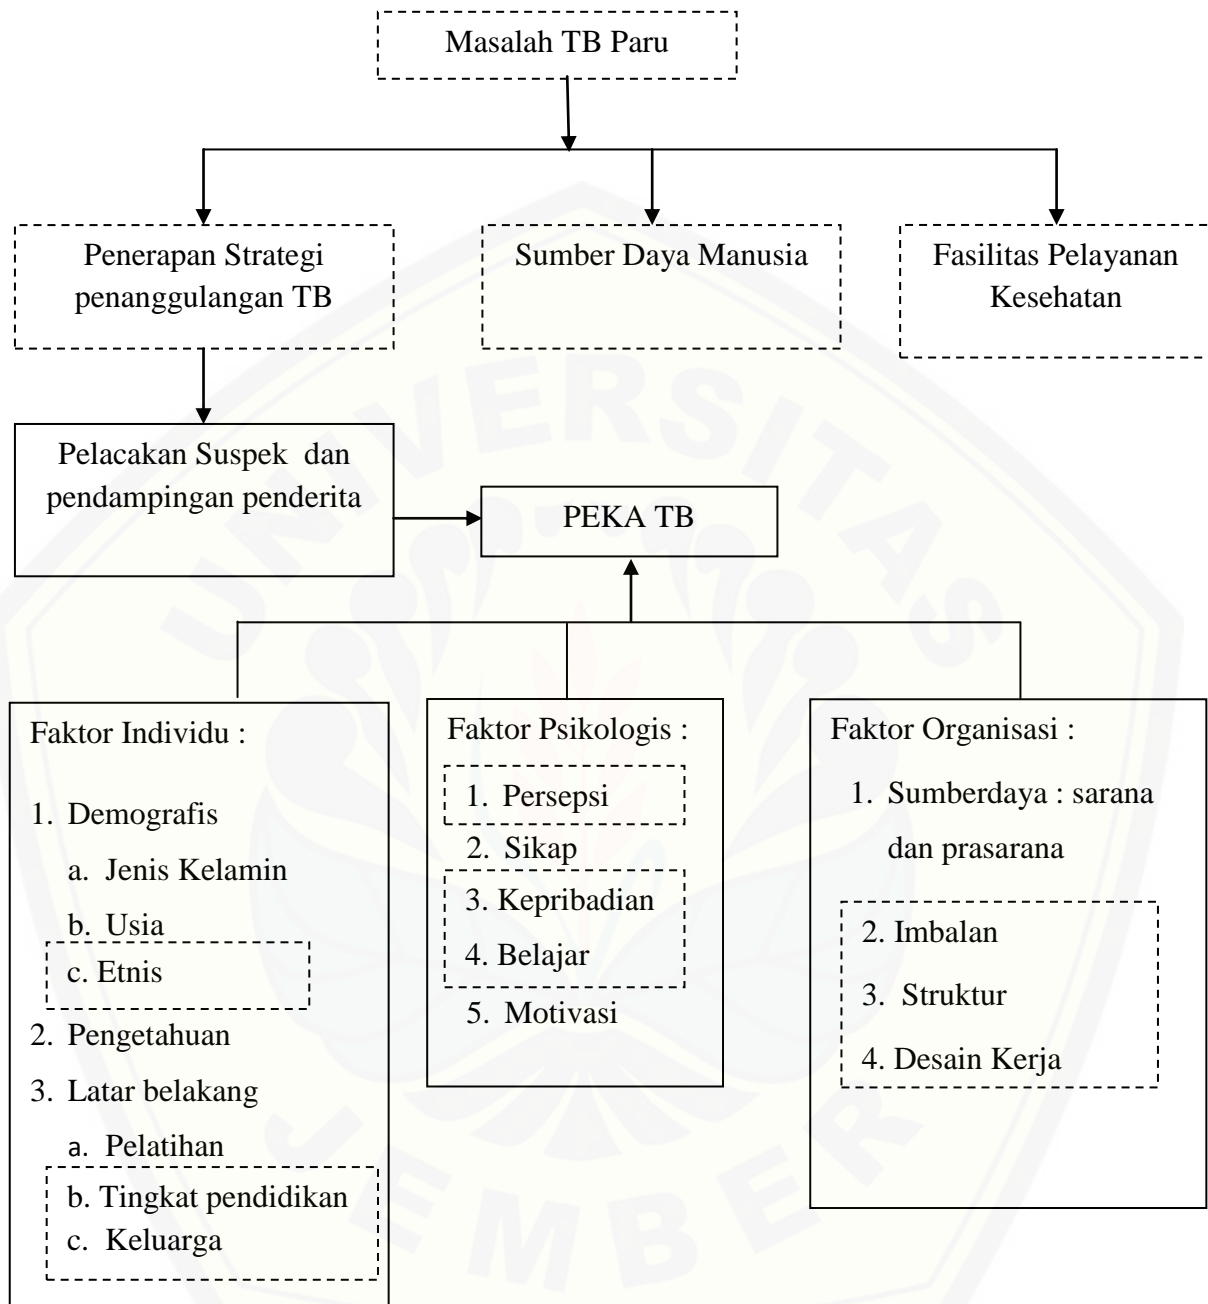 Masalah TB Paru
Penerapan Strategi
penanggulangan TB
Sumber Daya Manusia
Fasilitas Pelayanan
Kesehatan
Pelacakan Suspek dan
pendampingan penderita
PEKA TB
Faktor Individu :
1. Demografis
a. Jenis Kelamin
b. Usia
c. Etnis
2. Pengetahuan
3. Latar belakang
a. Pelatihan
b. Tingkat pendidikan
c. Keluarga
Faktor Psikologis :
1. Persepsi
2. Sikap
3. Kepribadian
4. Belajar
5. Motivasi
Faktor Organisasi :
1. Sumberdaya : sarana
dan prasarana
2. Imbalan
3. Struktur
4. Desain Kerja
UNIVERSITAS
JEMBER